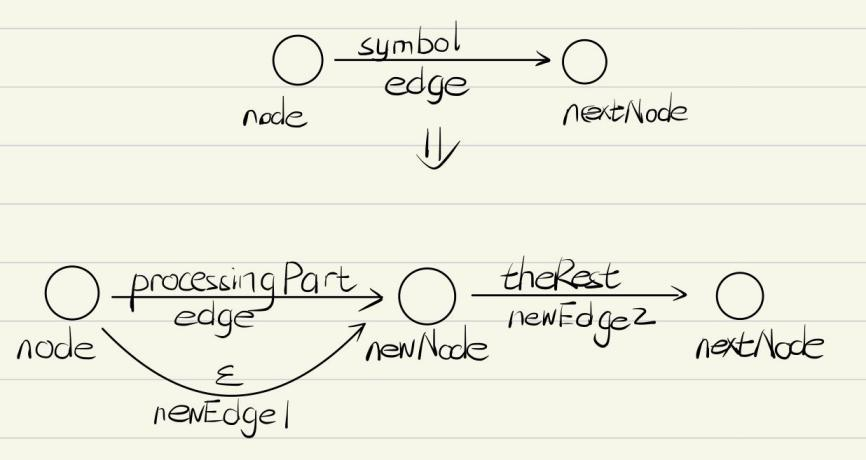 symbol
edge
node nextNode
processingPart theRest
edge newEdge2
node newNode nextNode
ε
newEdge1